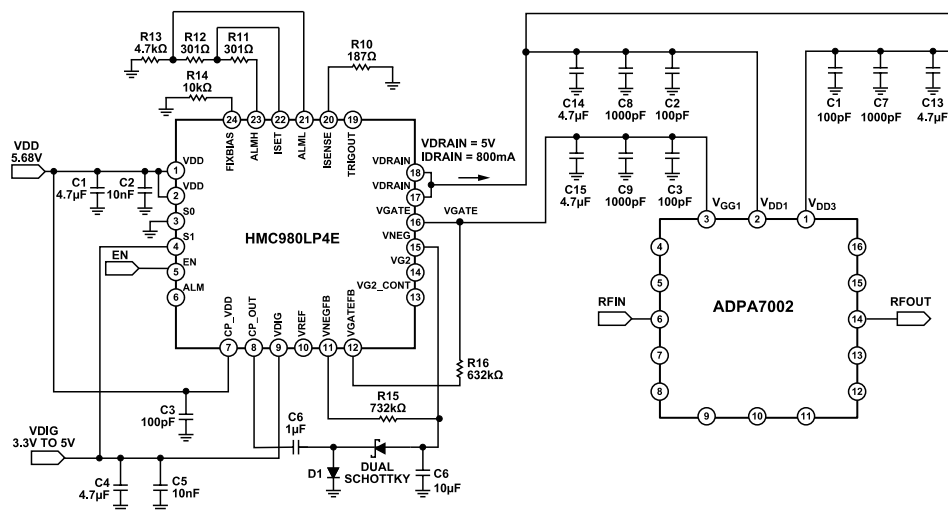 R13
4.7kΩ
R12
301Ω
R11
301Ω
R10
187Ω
R14
10kΩ
24
23
22
21
20
19
FIXBIAS
ALMH
ISET
ALML
ISENSE
TRIGOUT
VDD
5.68V
C1
4.7µF
C2
10nF
1
VDD
2
VDD
3
S0
4
S1
5
EN
6
ALM
EN
HMC980LP4E
VDRAIN
18
VDRAIN
17
VGATE
16
VNEG
15
VG2
14
VG2_CONT
13
VDRAIN = 5V
IDRAIN = 800mA
VGATE
CP_VDD
CP_OUT
VDIG
VREF
VNEGFB
VGATEFB
7
8
9
10
11
12
C3
100pF
VDIG
3.3V TO 5V
C4
4.7µF
C5
10nF
C6
1µF
D1
DUAL
SCHOTTKY
C6
10µF
R15
732kΩ
R16
632kΩ
C14
4.7µF
C8
1000pF
C2
100pF
C1
100pF
C7
1000pF
C13
4.7µF
C15
4.7µF
C9
1000pF
C3
100pF
VGG1
VDD1
VDD3
3
2
1
4
5
6
7
8
9
10
11
12
13
14
15
16
ADPA7002
RFIN
RFOUT